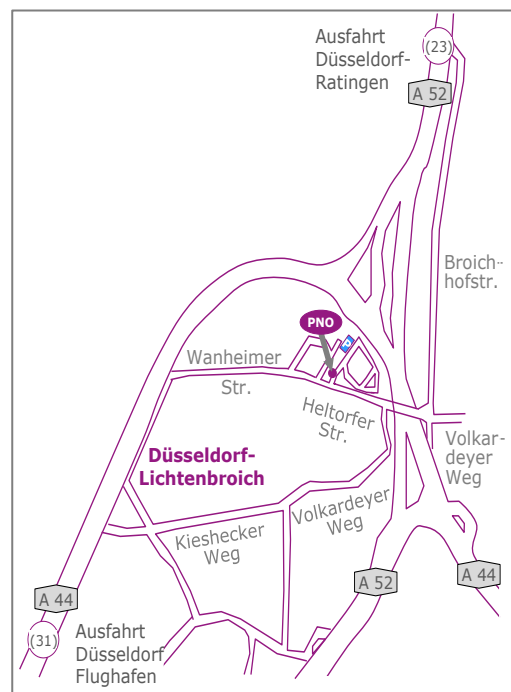 Ausfahrt
Düsseldorf-
Ratingen
(23)
A 52
Broich-
hofstr.
PNO
Wanheimer
Str.
Heltorfer
Str.
Volkar-
deyer
Weg
Düsseldorf-
Lichtenbroich
Kieshecker
Weg
Volkardeyer
Weg
A 44
A 52
A 44
(31)
Ausfahrt
Düsseldorf
Flughafen